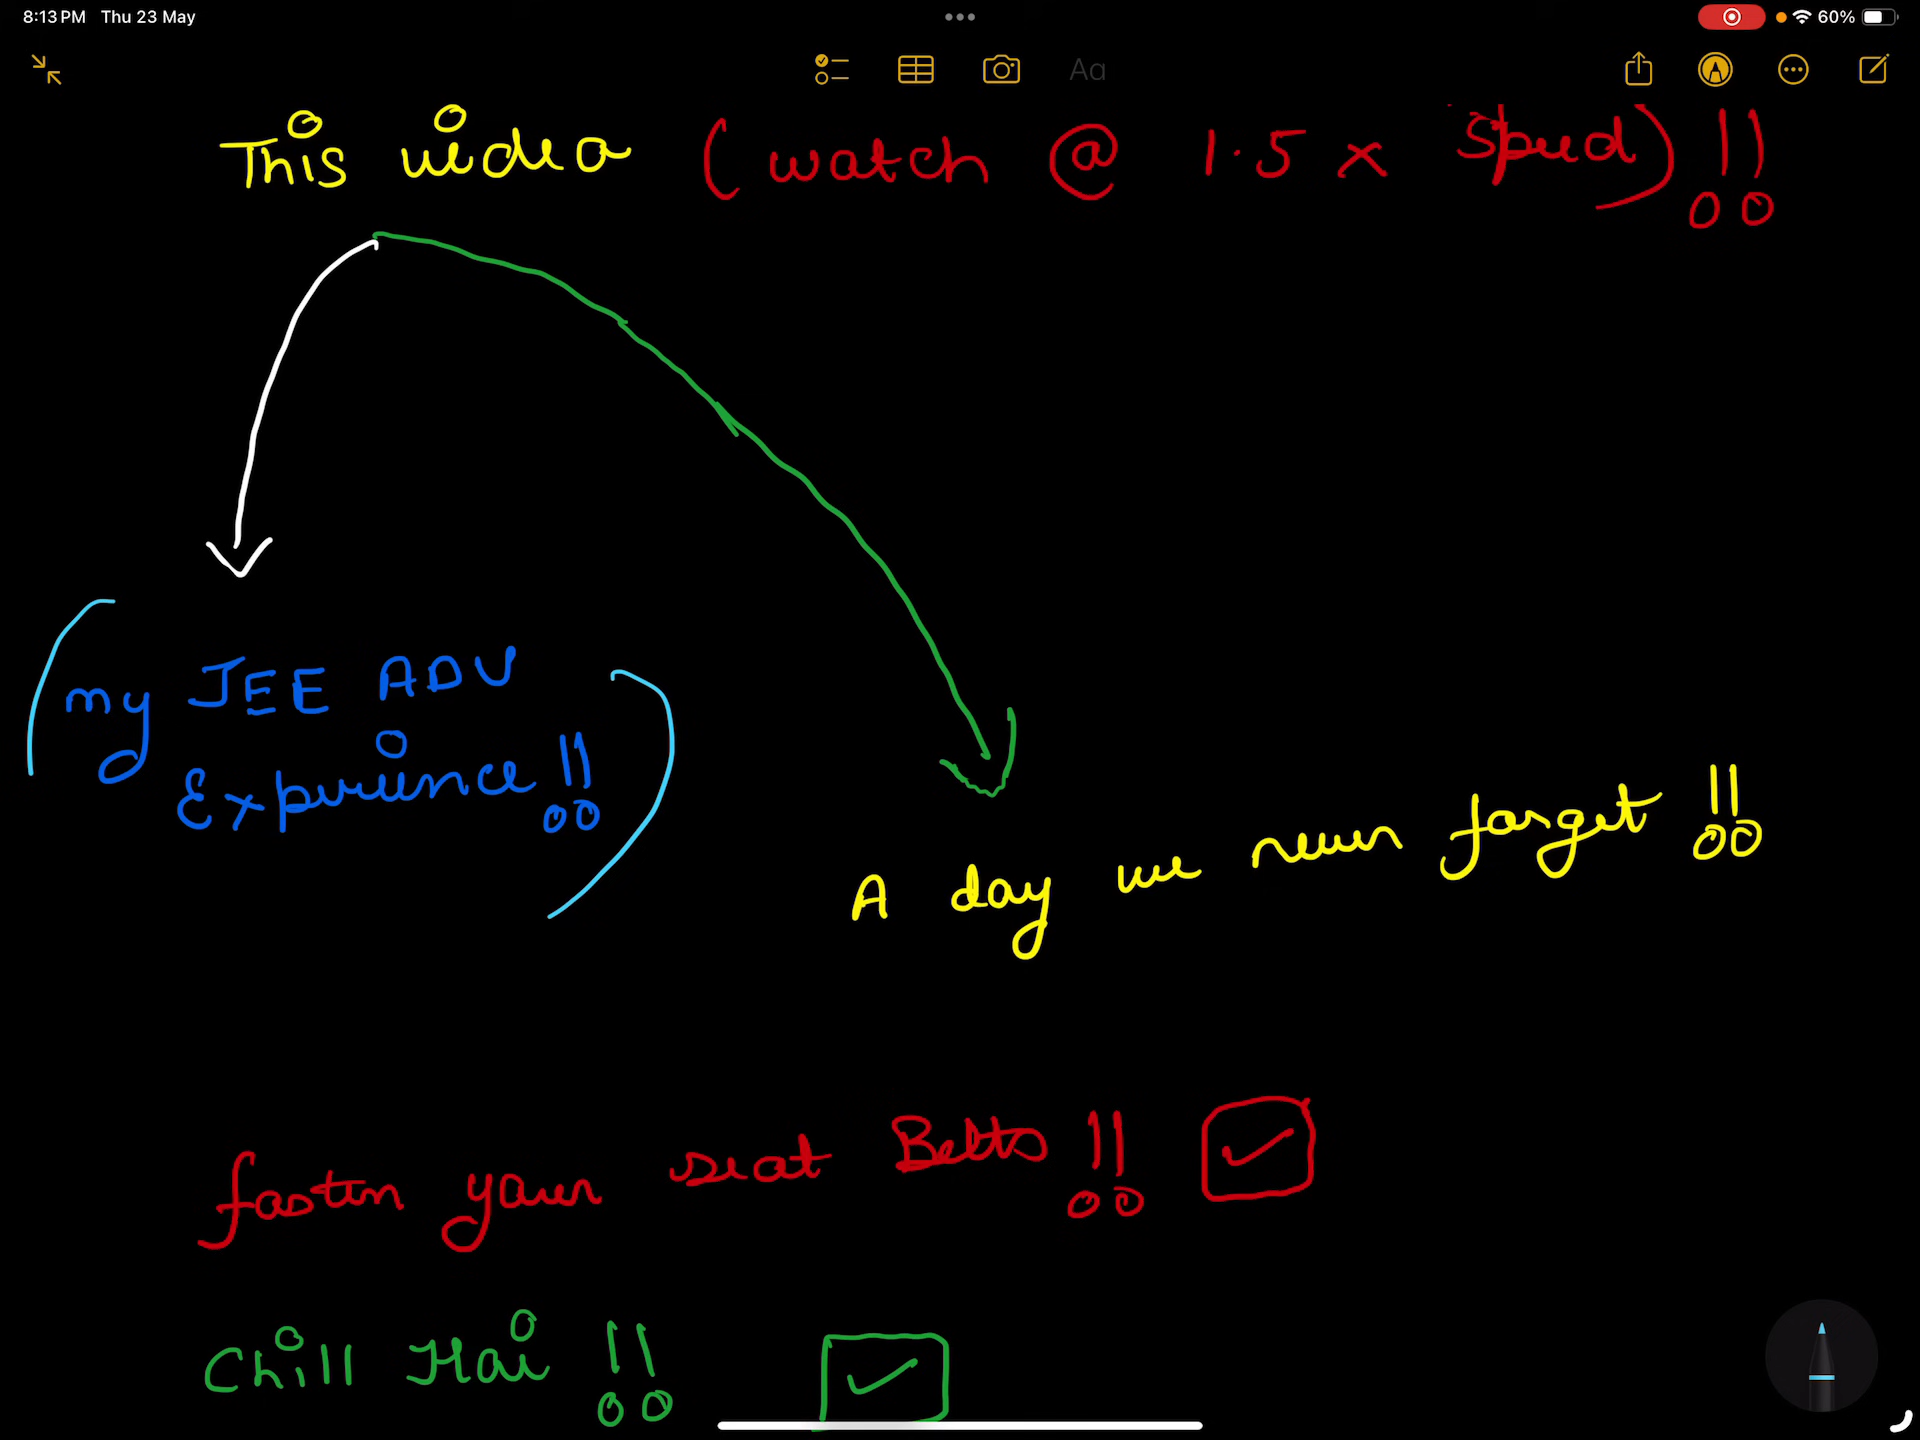 8:13 PM Thu 23 May
60%
Aa
This video (watch @ 1.5 x Speed) !!
my JEE ADV
Experience !!
A day we never forget !!
fasten your seat Belts !!
Chill Hai !!